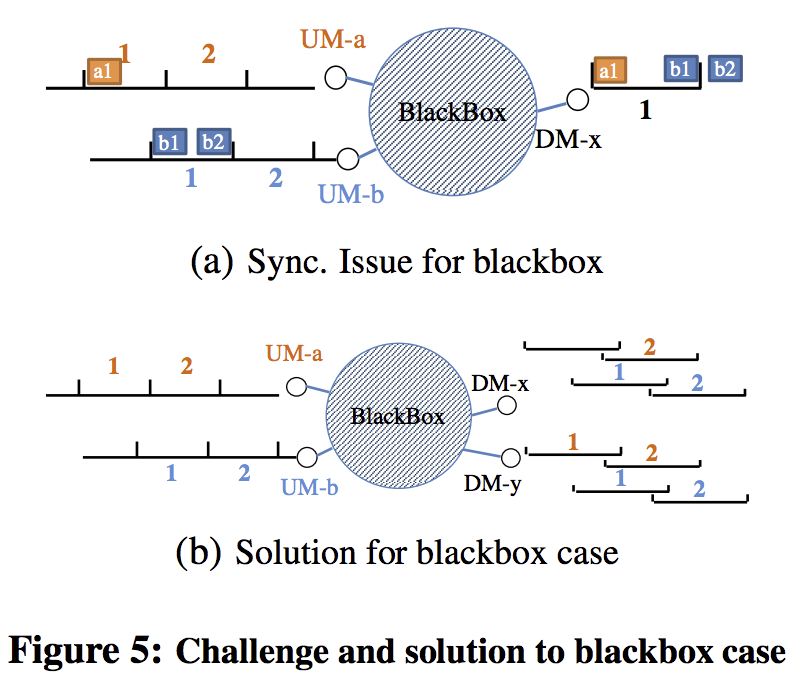 UM-a
1 2
a1
BlackBox
a1 b1 b2
1
DM-x
b1 b2
1 2
UM-b
(a) Sync. Issue for blackbox
UM-a
1 2
2
1 2
DM-x
BlackBox
1 2
1 2
1 2
UM-b
DM-y
(b) Solution for blackbox case
Figure 5: Challenge and solution to blackbox case